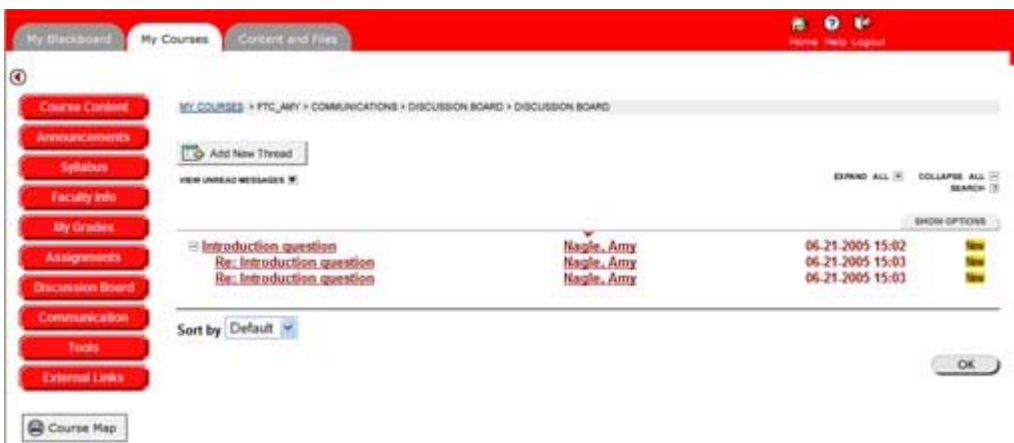 My Blackboard My Courses Content and Files
Home Help Logout
Course Content
Announcements
Syllabus
Faculty Info
My Grades
Assignments
Discussion Board
Communication
Tools
External Links
Course Map
MY COURSES > FTC_AMY > COMMUNICATIONS > DISCUSSION BOARD > DISCUSSION BOARD
Add New Thread
VIEW UNREAD MESSAGES
EXPAND ALL + COLLAPSE ALL -
SEARCH ?
SHOW OPTIONS
Introduction question Nagle, Amy 06-21-2005 15:02 New
Re: Introduction question Nagle, Amy 06-21-2005 15:03 New
Re: Introduction question Nagle, Amy 06-21-2005 15:03 New
Sort by Default
OK